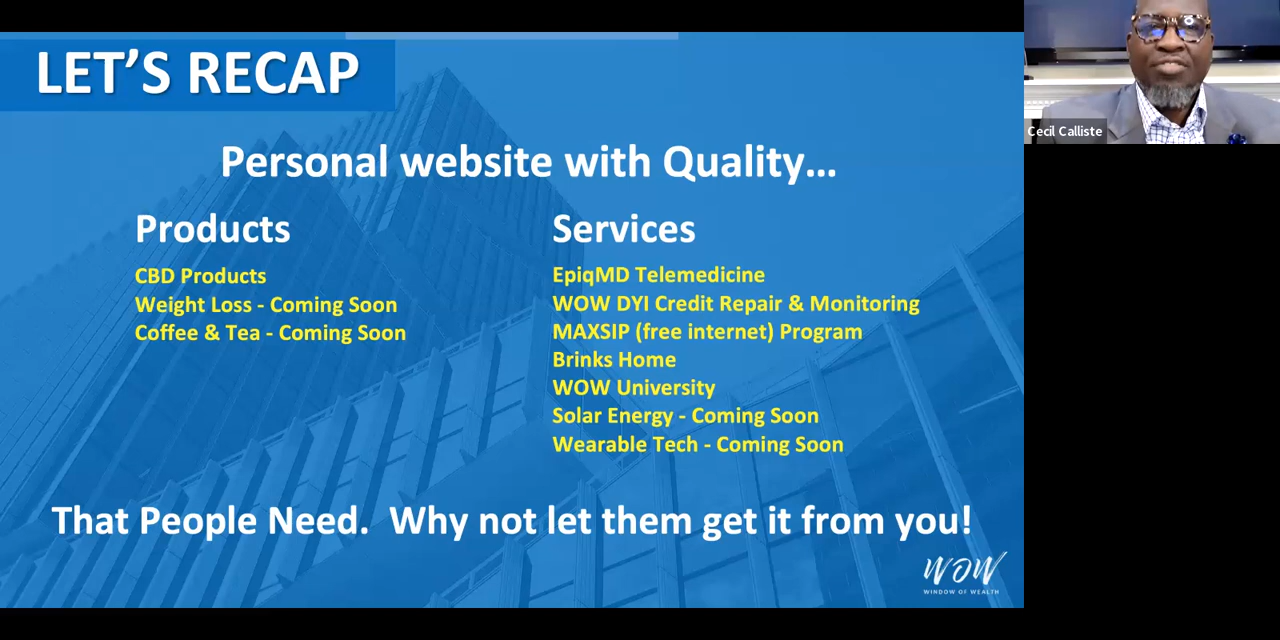 LET'S RECAP
Cecil Calliste
Personal website with Quality...
Products
CBD Products
Weight Loss - Coming Soon
Coffee & Tea - Coming Soon
Services
EpiqMD Telemedicine
WOW DYI Credit Repair & Monitoring
MAXSIP (free internet) Program
Brinks Home
WOW University
Solar Energy - Coming Soon
Wearable Tech - Coming Soon
That People Need.  Why not let them get it from you!
WOW
WINDOW OF WEALTH